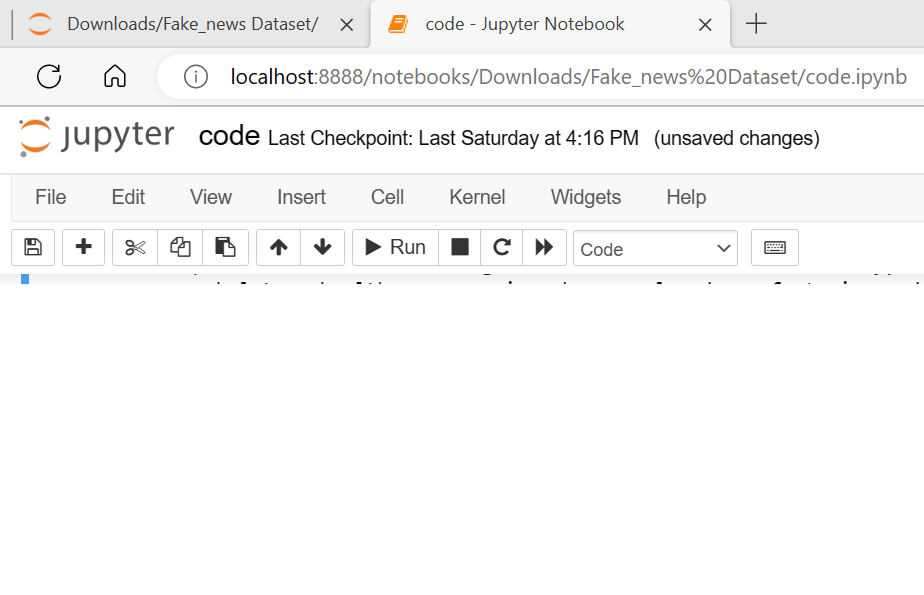 Downloads/Fake_news Dataset/ code - Jupyter Notebook
localhost:8888/notebooks/Downloads/Fake_news%20Dataset/code.ipynb
jupyter code Last Checkpoint: Last Saturday at 4:16 PM (unsaved changes)
File Edit View Insert Cell Kernel Widgets Help
Run Code